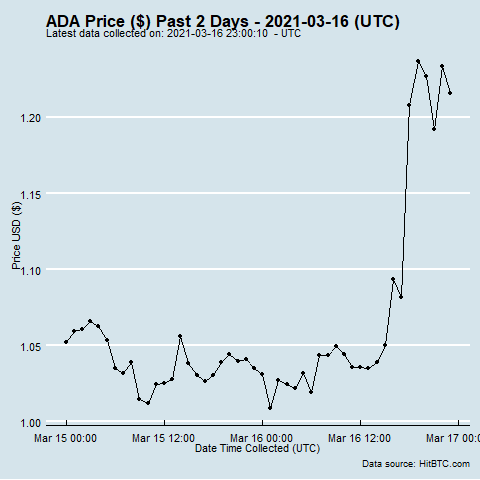 ADA Price ($) Past 2 Days - 2021-03-16 (UTC)
Latest data collected on: 2021-03-16 23:00:10 - UTC
1.20
1.15
1.10
1.05
1.00
Price USD ($)
Mar 15 00:00 Mar 15 12:00 Mar 16 00:00 Mar 16 12:00 Mar 17 00:0
Date Time Collected (UTC)
Data source: HitBTC.com